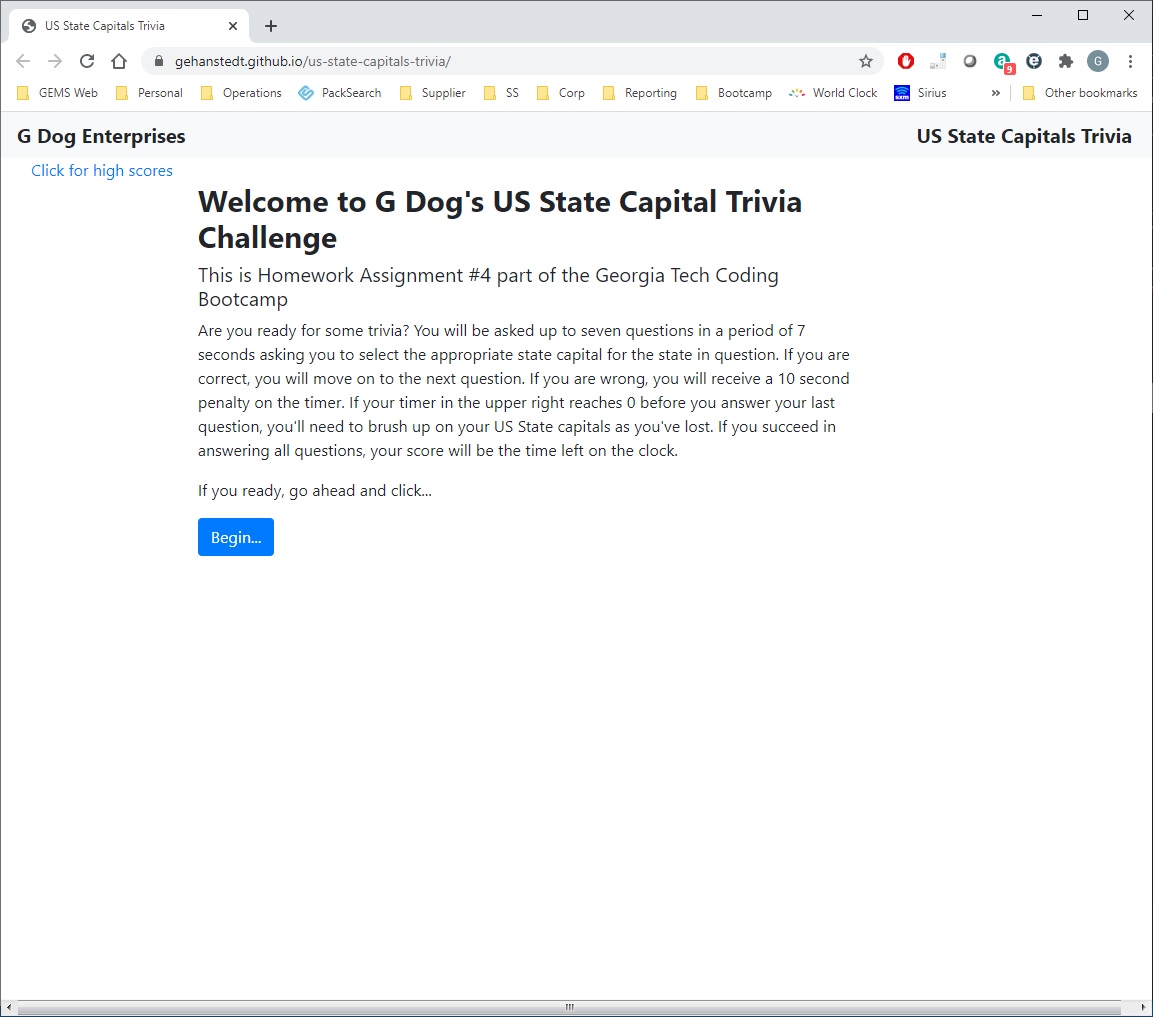 US State Capitals Trivia
gehanstedt.github.io/us-state-capitals-trivia/
a 9 e G
GEMS Web Personal Operations PackSearch Supplier SS Corp Reporting Bootcamp World Clock sxm Sirius » Other bookmarks
G Dog Enterprises US State Capitals Trivia
Click for high scores
Welcome to G Dog's US State Capital Trivia
Challenge
This is Homework Assignment #4 part of the Georgia Tech Coding
Bootcamp
Are you ready for some trivia? You will be asked up to seven questions in a period of 7
seconds asking you to select the appropriate state capital for the state in question. If you are
correct, you will move on to the next question. If you are wrong, you will receive a 10 second
penalty on the timer. If your timer in the upper right reaches 0 before you answer your last
question, you'll need to brush up on your US State capitals as you've lost. If you succeed in
answering all questions, your score will be the time left on the clock.
If you ready, go ahead and click...
Begin...